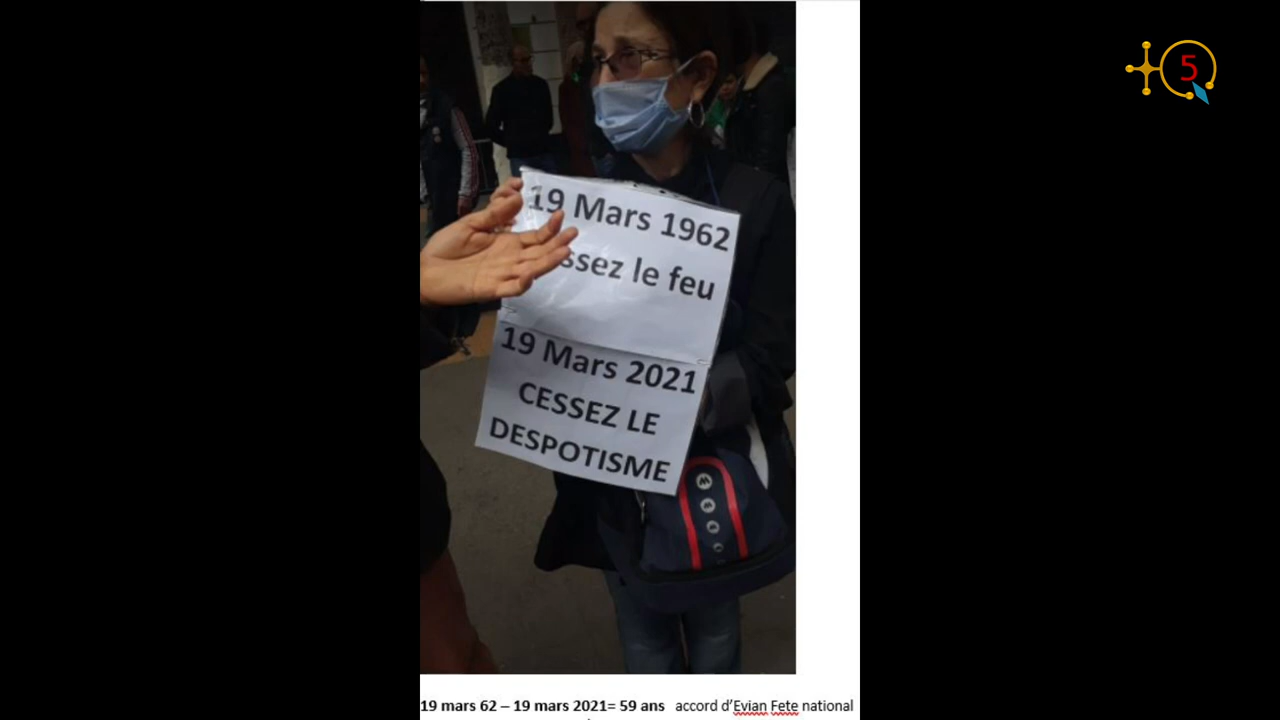 5
19 Mars 1962
ssez le feu
19 Mars 2021
CESSEZ LE
DESPOTISME
19 mars 62 – 19 mars 2021= 59 ans accord d'Evian Fete national